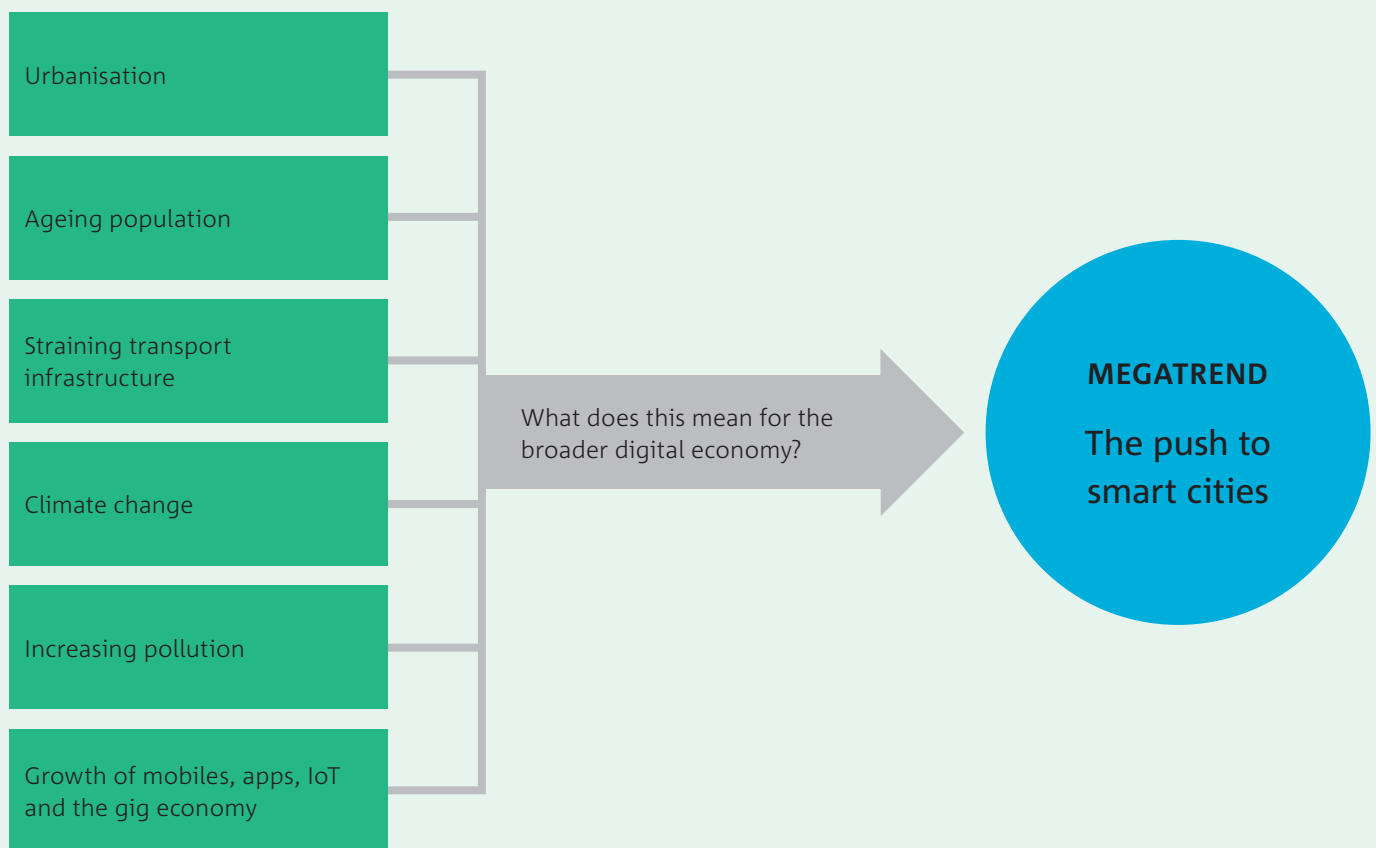 Urbanisation
Ageing population
Straining transport
infrastructure
Climate change
Increasing pollution
Growth of mobiles, apps, IoT
and the gig economy
What does this mean for the
broader digital economy?
MEGATREND
The push to
smart cities